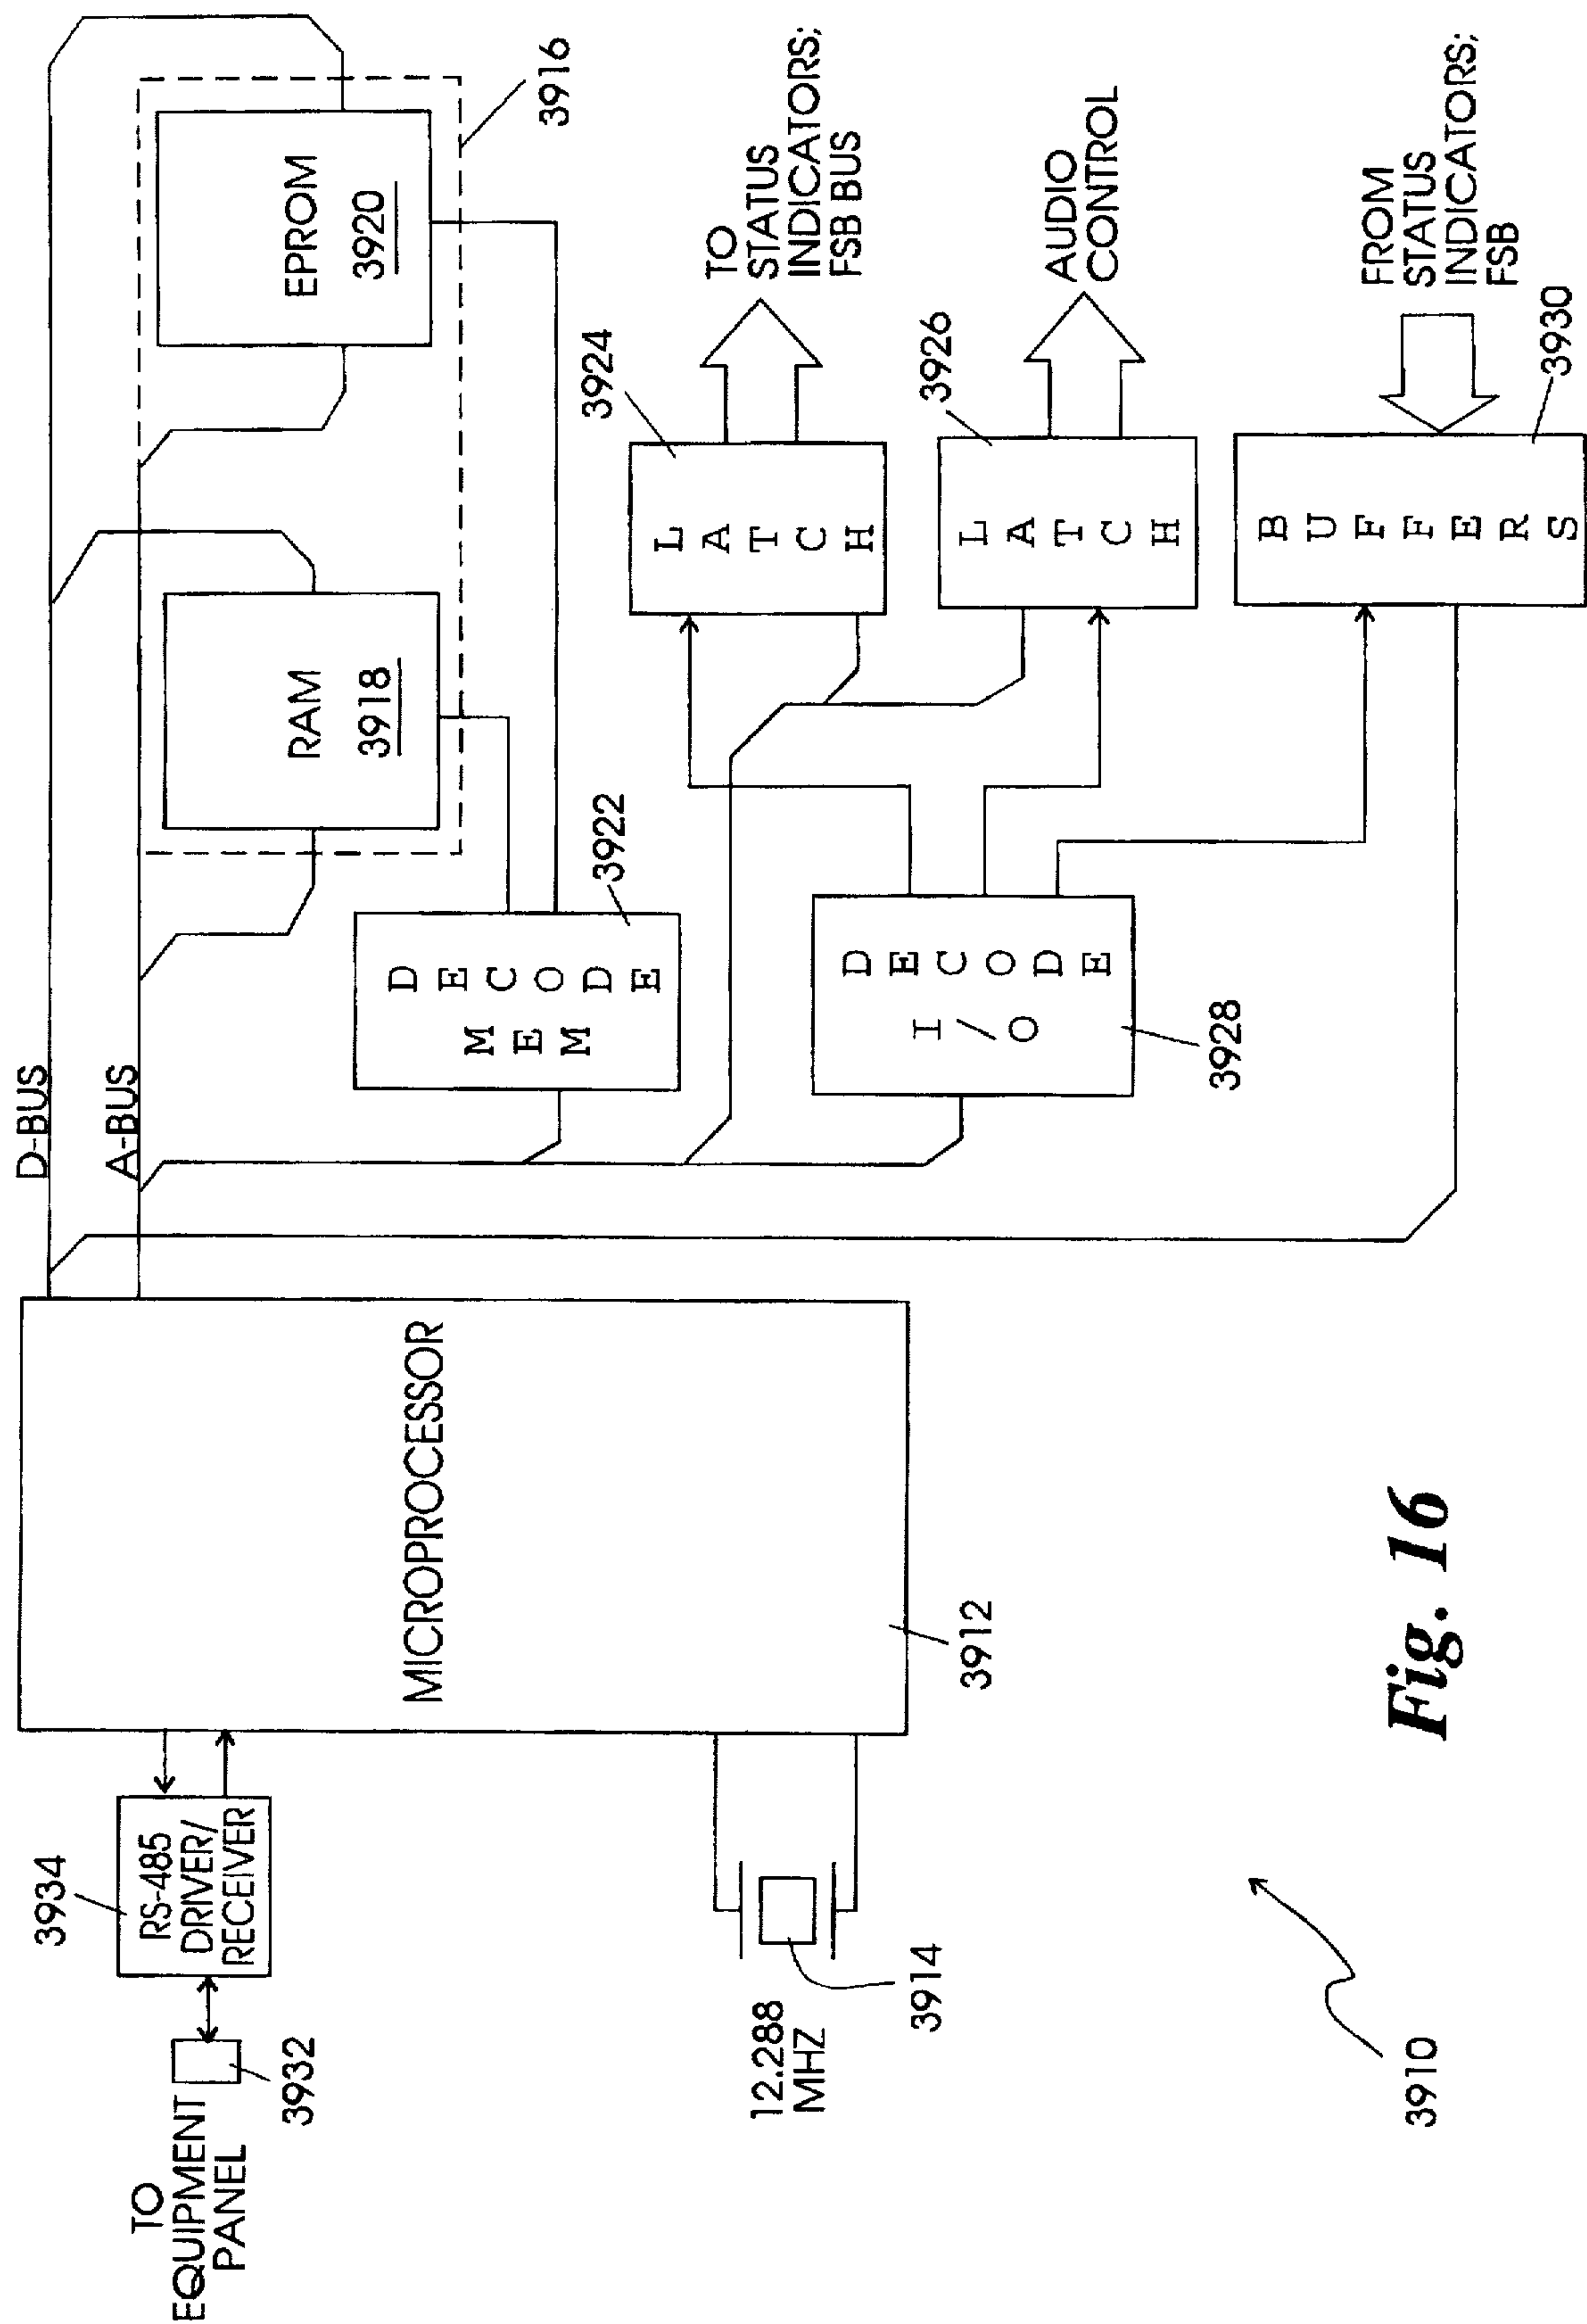 D-BUS
A-BUS
TO
EQUIPMENT
PANEL
3932
3934
RS-485
DRIVER/
RECEIVER
12.288
MHZ
3914
MICROPROCESSOR
3912
RAM
3918
EPROM
3920
3916
DECODE
MEM
3922
DECODE
I/O
3928
LATCH
3924
TO
STATUS
INDICATORS;
FSB BUS
LATCH
3926
AUDIO
CONTROL
BUFFERS
3930
FROM
STATUS
INDICATORS;
FSB
3910
Fig. 16